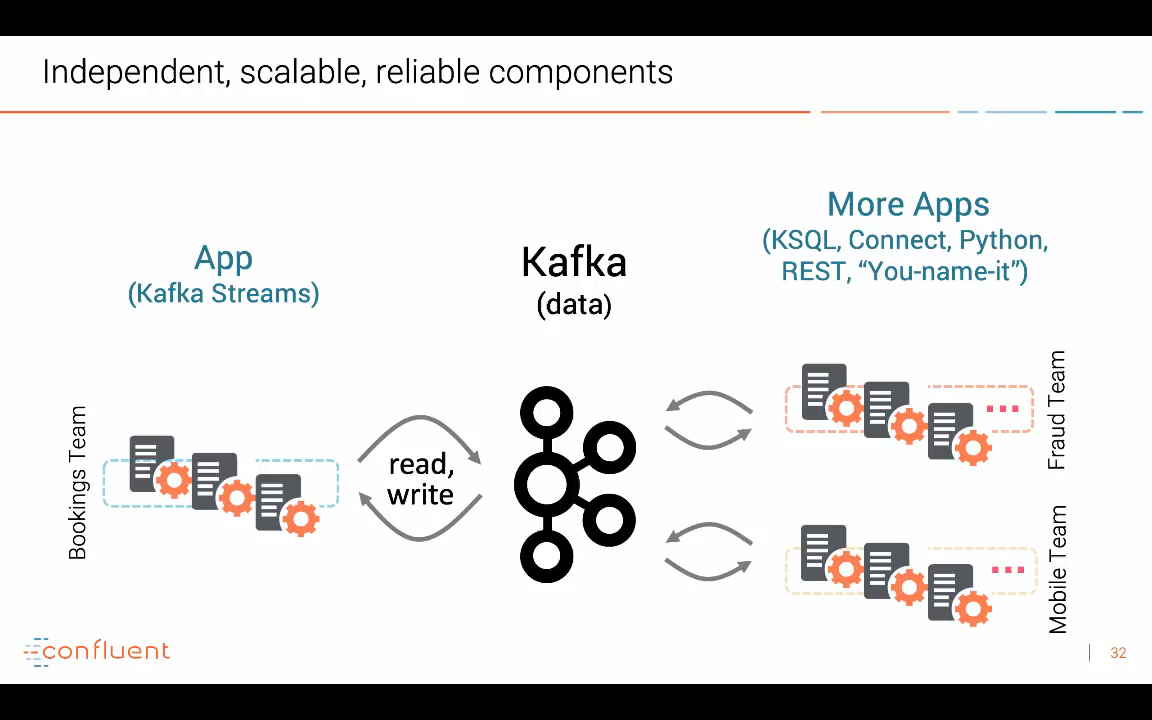 Independent, scalable, reliable components
App
(Kafka Streams)
Kafka
(data)
More Apps
(KSQL, Connect, Python,
REST, “You-name-it”)
Bookings Team
read,
write
Fraud Team
Mobile Team
confluent
32